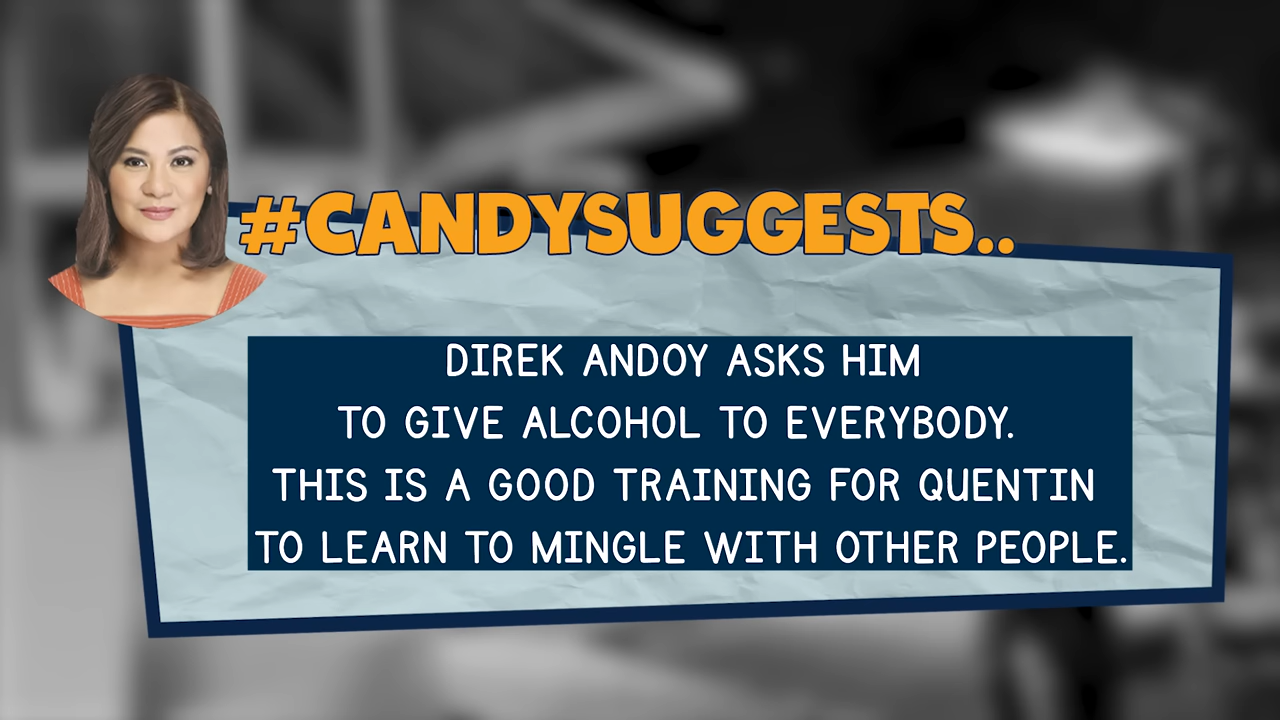 #CANDYSUGGESTS..
DIREK ANDOY ASKS HIM
TO GIVE ALCOHOL TO EVERYBODY.
THIS IS A GOOD TRAINING FOR QUENTIN
TO LEARN TO MINGLE WITH OTHER PEOPLE.